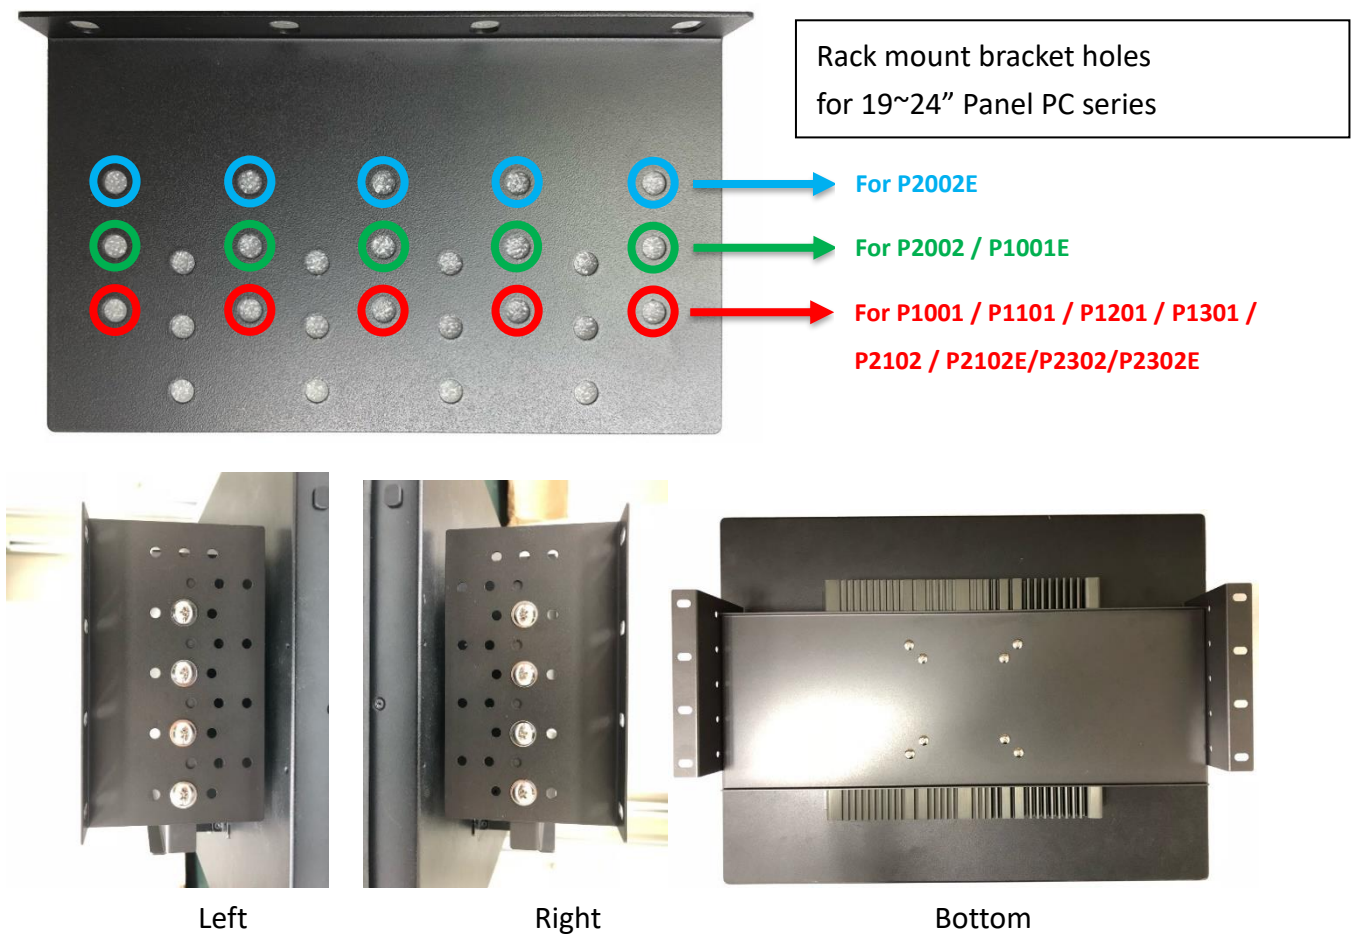 Rack mount bracket holes
for 19~24” Panel PC series
For P2002E
For P2002 / P1001E
For P1001 / P1101 / P1201 / P1301 /
P2102 / P2102E/P2302/P2302E
Left
Right
Bottom